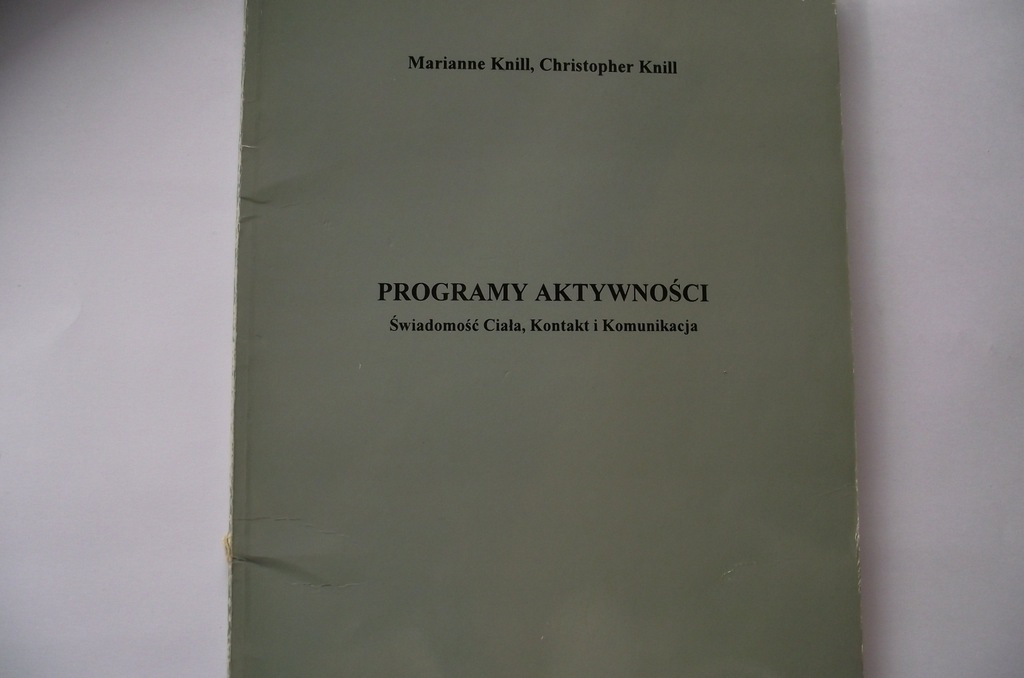 Marianne Knill, Christopher Knill
PROGRAMY AKTYWNOŚCI
Świadomość Ciała, Kontakt i Komunikacja